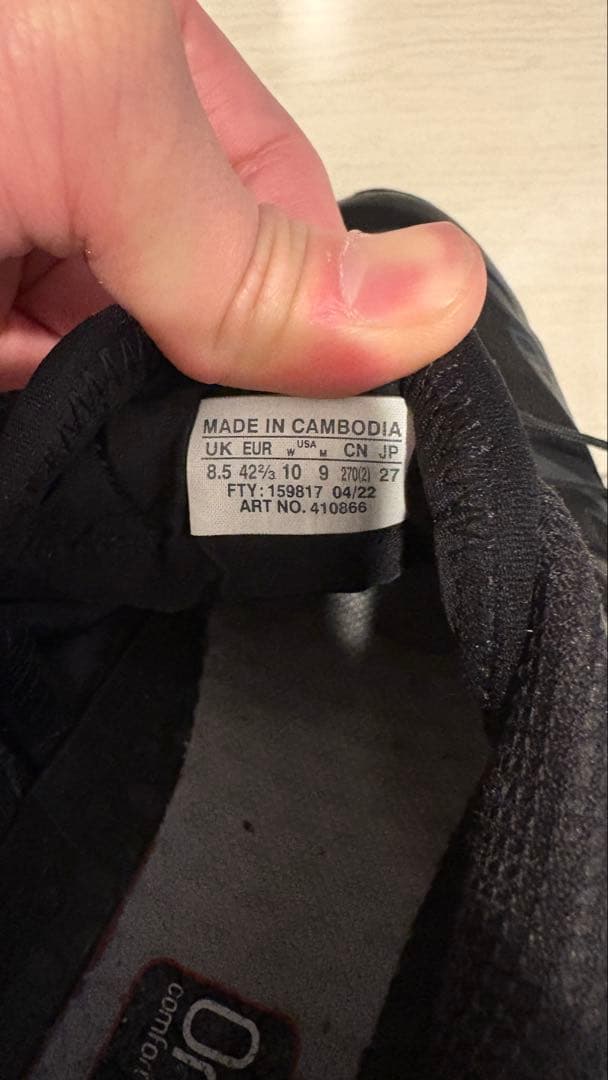 MADE IN CAMBODIA
UK EUR W USA M CN JP
8.5 42⅔ 10 9 270(2) 27
FTY: 159817 04/22
ART NO. 410866